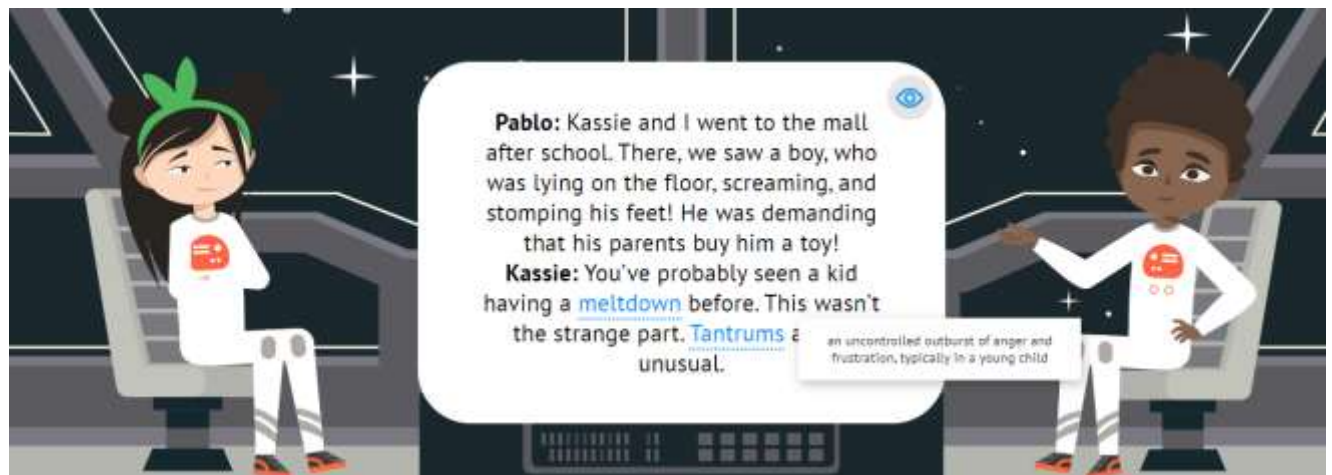 Pablo: Kassie and I went to the mall
after school. There, we saw a boy, who
was lying on the floor, screaming, and
stomping his feet! He was demanding
that his parents buy him a toy!
Kassie: You've probably seen a kid
having a meltdown before. This wasn't
the strange part. Tantrums a
unusual.
an uncontrolled outburst of anger and
frustration, typically in a young child